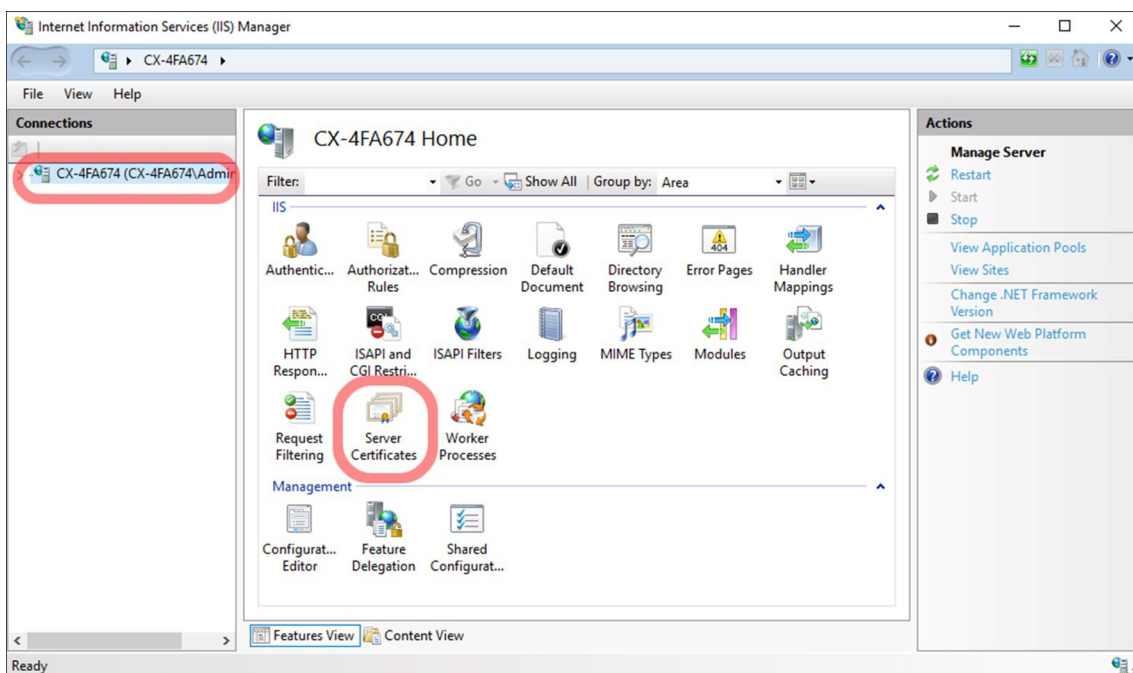 Internet Information Services (IIS) Manager
CX-4FA674
File View Help
Connections
CX-4FA674 (CX-4FA674\Admin
CX-4FA674 Home
Filter: Go Show All Group by: Area
IIS
Authentic... Authorizat... Compression Default Directory Error Pages Handler
Rules Document Browsing Mappings
404
CGI
HTTP ISAPI and ISAPI Filters Logging MIME Types Modules Output
Respon... CGI Restri... Caching
Request Server Worker
Filtering Certificates Processes
Management
Configurat... Feature Shared
Editor Delegation Configurat...
Features View Content View
Actions
Manage Server
Restart
Start
Stop
View Application Pools
View Sites
Change .NET Framework
Version
Get New Web Platform
Components
Help
Ready